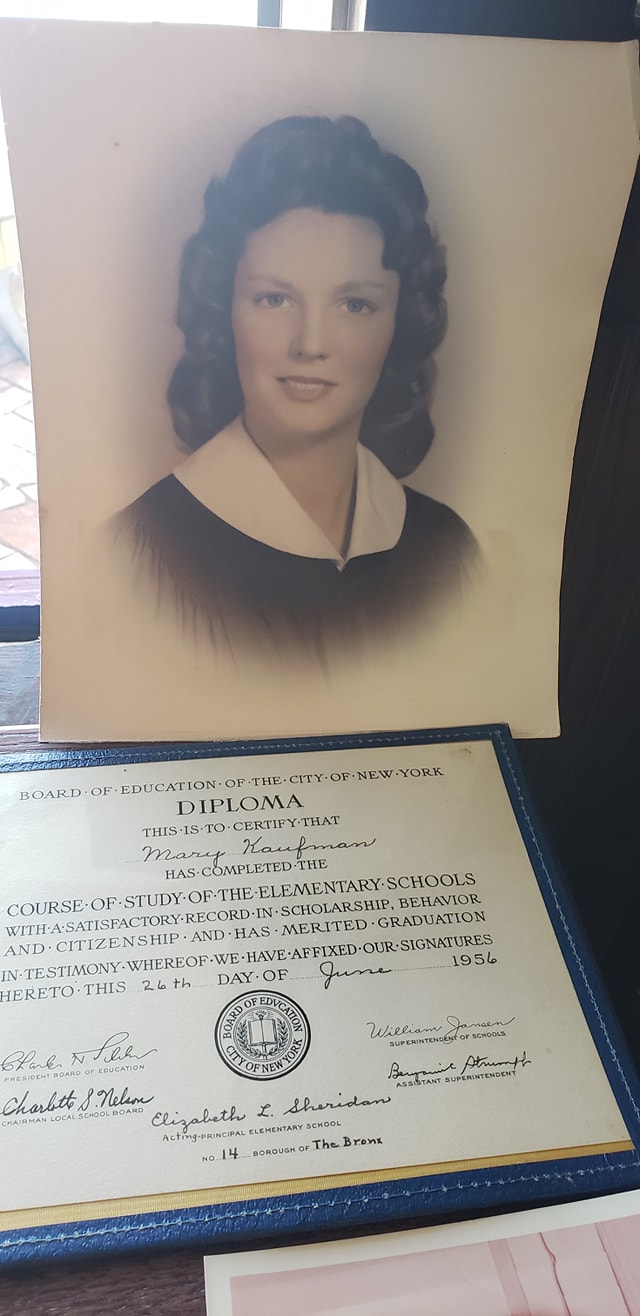 BOARD·OF·EDUCATION·OF·THE·CITY·OF·NEW·YORK
DIPLOMA
THIS·IS·TO·CERTIFY·THAT
Mary Kaufman
HAS·COMPLETED·THE
COURSE·OF·STUDY·OF·THE·ELEMENTARY·SCHOOLS
WITH·A·SATISFACTORY·RECORD·IN·SCHOLARSHIP, BEHAVIOR
AND·CITIZENSHIP·AND·HAS·MERITED·GRADUATION
IN·TESTIMONY·WHEREOF·WE·HAVE·AFFIXED·OUR·SIGNATURES
HERETO·THIS 26th DAY·OF June 1956
BOARD OF EDUCATION
CITY OF NEW YORK
Charles
PRESIDENT BOARD OF EDUCATION
William Jansen
SUPERINTENDENT OF SCHOOLS
Charlotte S. Nelson
CHAIRMAN LOCAL SCHOOL BOARD
Benjamin
ASSISTANT SUPERINTENDENT
Elizabeth L. Sheridan
Acting-PRINCIPAL ELEMENTARY SCHOOL
NO. 14 BOROUGH OF The Bronx